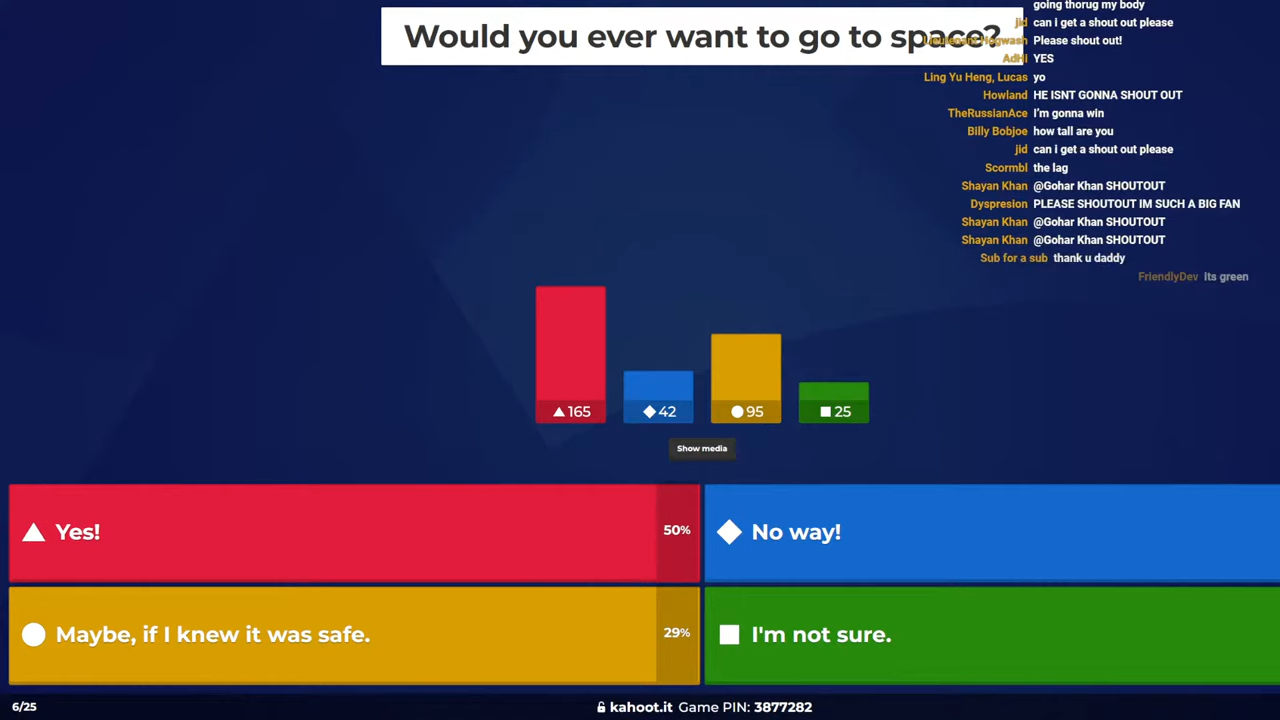 Would you ever want to go to space?
going thorug my body
jid can i get a shout out please
Lieutenant Hogwash Please shout out!
AdHI YES
Ling Yu Heng, Lucas yo
Howland HE ISNT GONNA SHOUT OUT
TheRussianAce I'm gonna win
Billy Bobjoe how tall are you
jid can i get a shout out please
Scormbl the lag
Shayan Khan @Gohar Khan SHOUTOUT
Dyspresion PLEASE SHOUTOUT IM SUCH A BIG FAN
Shayan Khan @Gohar Khan SHOUTOUT
Shayan Khan @Gohar Khan SHOUTOUT
Sub for a sub thank u daddy
FriendlyDev Its green
165
42
95
25
Show media
Yes!
50%
No way!
Maybe, if I knew it was safe.
29%
I'm not sure.
6/25
kahoot.it Game PIN: 3877282